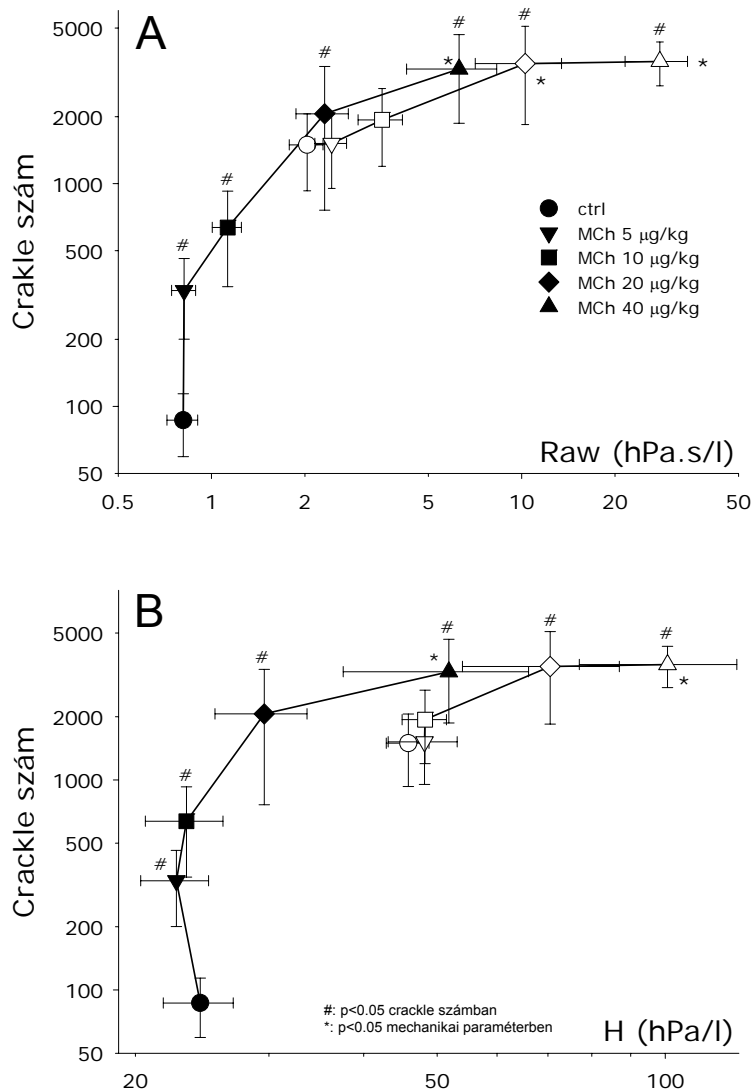 A
#
#
#
#
#
#
*
*
*
5000
2000
1000
500
200
100
50
Crakle szám
ctrl
MCh 5 µg/kg
MCh 10 µg/kg
MCh 20 µg/kg
MCh 40 µg/kg
Raw (hPa.s/l)
0.5 1 2 5 10 20 50
B
#
#
#
#
#
#
*
*
5000
2000
1000
500
200
100
50
Crackle szám
#: p<0.05 crackle számban
*: p<0.05 mechanikai paraméterben
H (hPa/l)
20 50 100